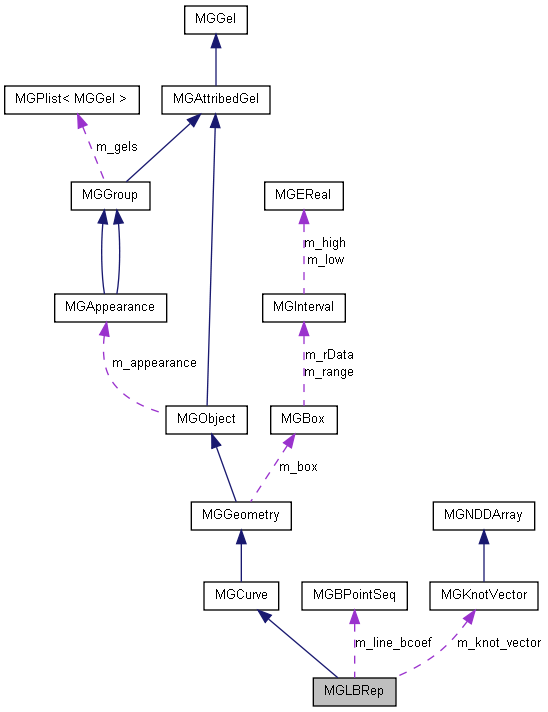 MGGel
MGPlist< MGGel >
MGAttribedGel
m_gels
MGGroup
MGEReal
m_high
m_low
MGAppearance
MGInterval
m_appearance
m_rData
m_range
MGObject
MGBox
m_box
MGGeometry
MGNDDArray
MGCurve
MGBPointSeq
MGKnotVector
m_line_bcoef
m_knot_vector
MGLBRep